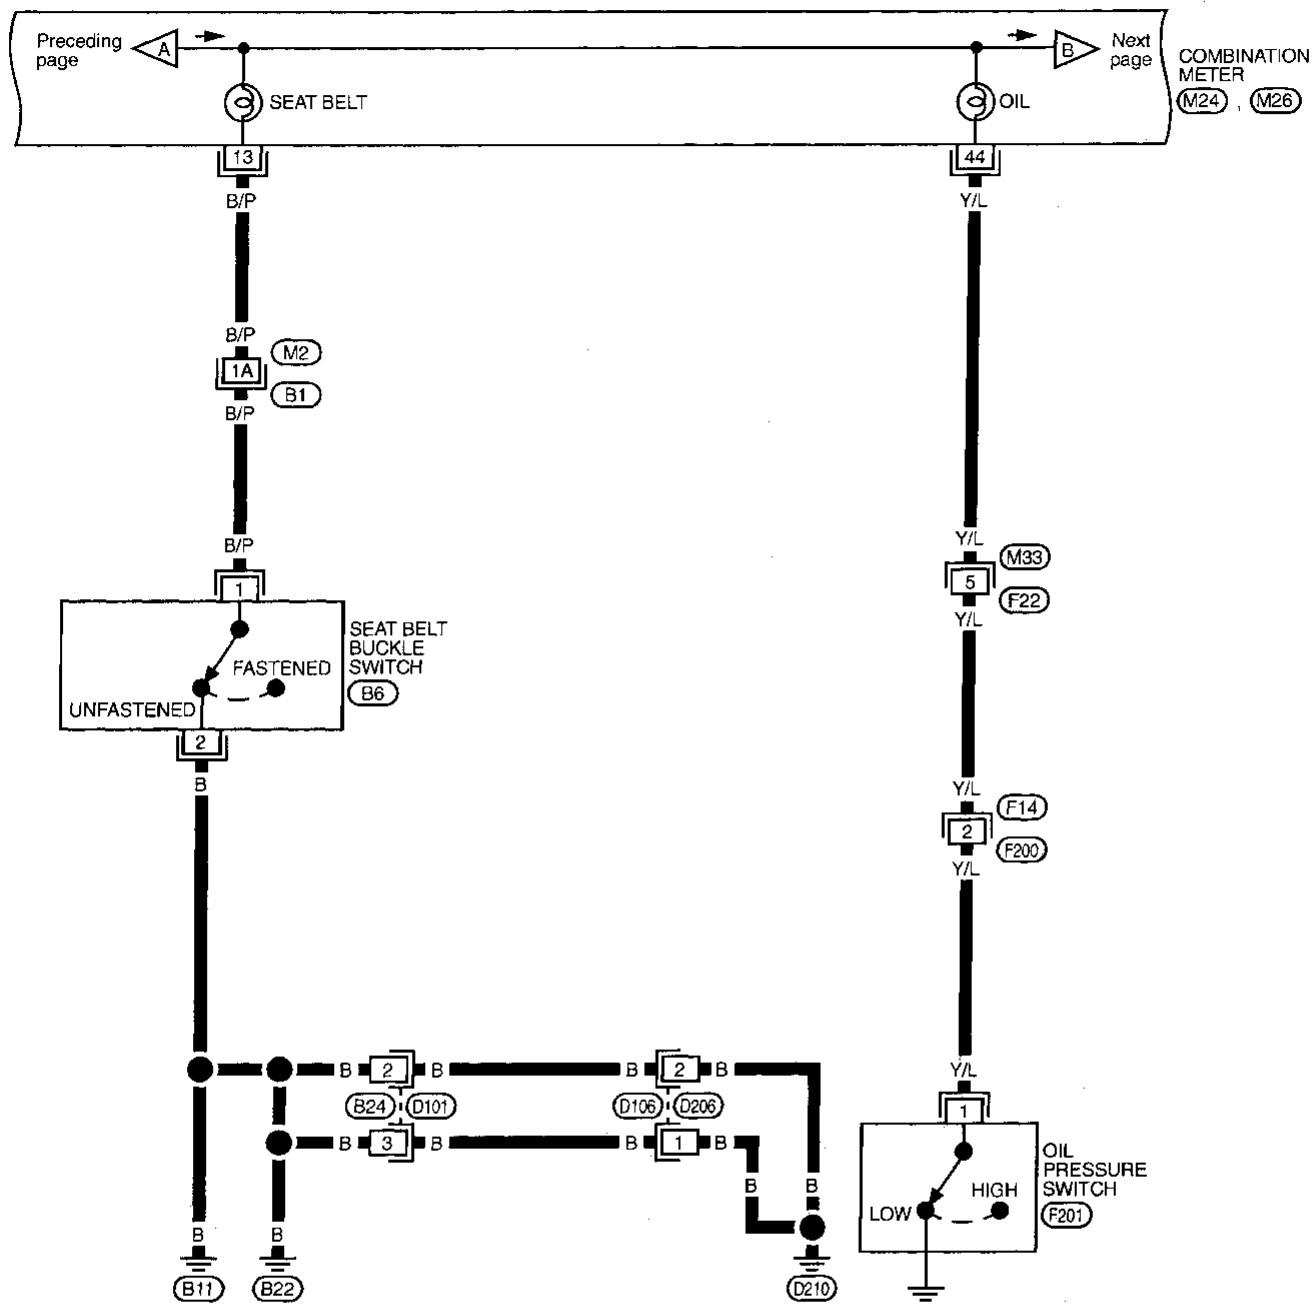 Preceding
page
A
SEAT BELT
OIL
B
Next
page
COMBINATION
METER
M24 , M26
13
44
B/P
Y/L
B/P
1A
M2
B1
B/P
B/P
Y/L
5
M33
F22
Y/L
1
SEAT BELT
BUCKLE
SWITCH
B6
FASTENED
UNFASTENED
2
B
Y/L
2
F14
F200
Y/L
Y/L
B 2 B B 2 B
B24 D101 D106 D206
B 3 B B 1 B
1
OIL
PRESSURE
SWITCH
F201
HIGH
LOW
B B B B
B11 B22 D210